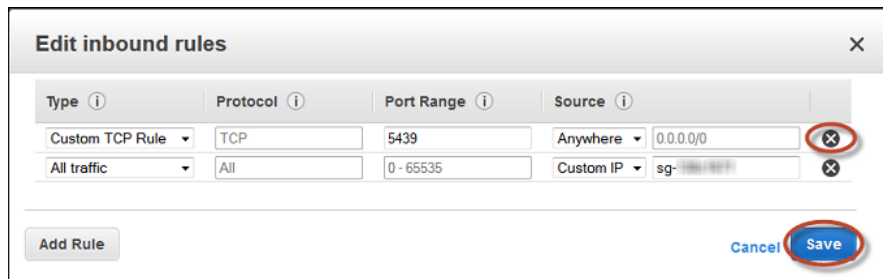 Edit inbound rules
Type Protocol Port Range Source
Custom TCP Rule TCP 5439 Anywhere 0.0.0.0/0
All traffic All 0 - 65535 Custom IP sg-
Add Rule Cancel Save